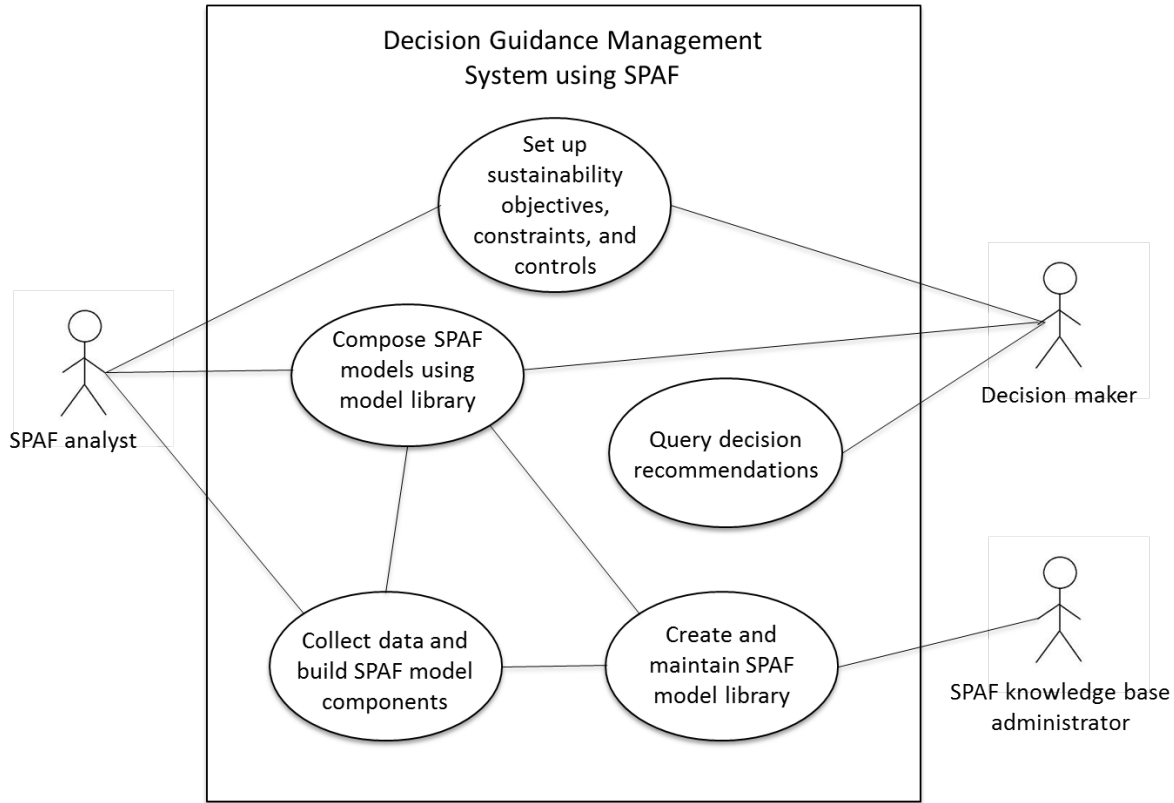 Decision Guidance Management
System using SPAF
Set up
sustainability
objectives,
constraints, and
controls
Compose SPAF
models using
model library
SPAF analyst
Decision maker
Query decision
recommendations
Collect data and
build SPAF model
components
Create and
maintain SPAF
model library
SPAF knowledge base
administrator